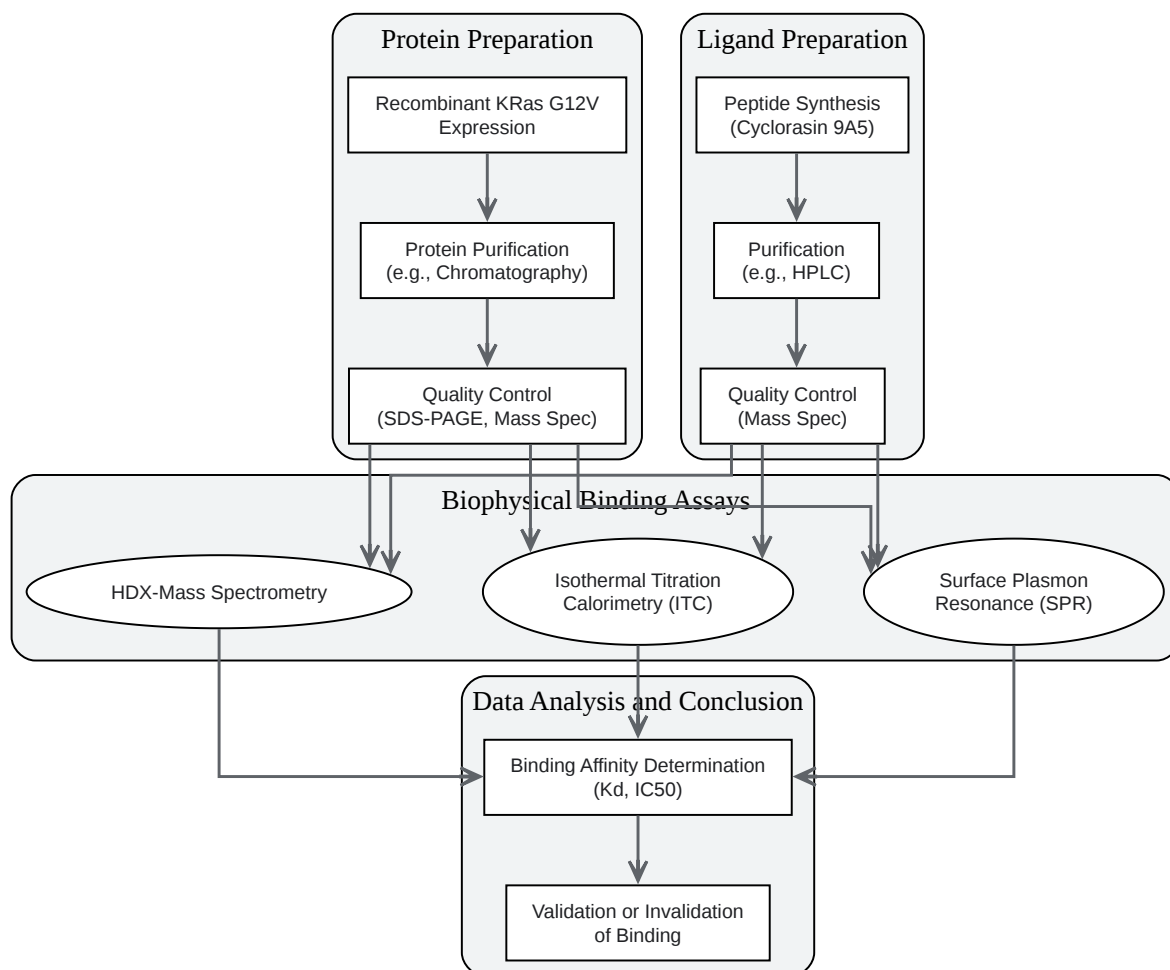 Protein Preparation
Recombinant KRas G12V
Expression
Protein Purification
(e.g., Chromatography)
Quality Control
(SDS-PAGE, Mass Spec)
Ligand Preparation
Peptide Synthesis
(Cyclorasin 9A5)
Purification
(e.g., HPLC)
Quality Control
(Mass Spec)
Biophysical Binding Assays
HDX-Mass Spectrometry
Isothermal Titration
Calorimetry (ITC)
Surface Plasmon
Resonance (SPR)
Data Analysis and Conclusion
Binding Affinity Determination
(Kd, IC50)
Validation or Invalidation
of Binding